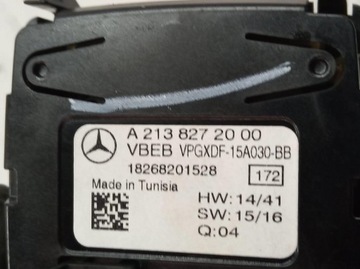 A 213 827 20 00
VBEB VPGXDF-15A030-BB
18268201528 172
Made in Tunisia
HW: 14/41
SW: 15/16
Q:04